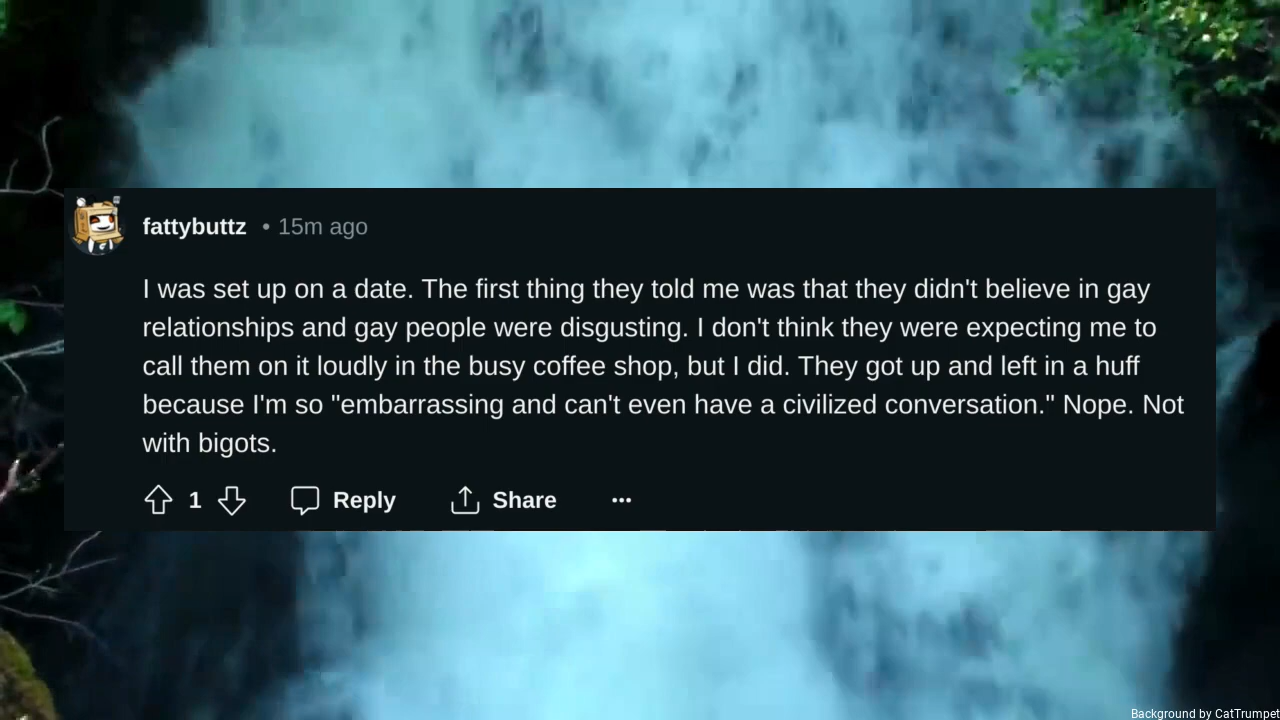 fattybuttz • 15m ago
I was set up on a date. The first thing they told me was that they didn't believe in gay
relationships and gay people were disgusting. I don't think they were expecting me to
call them on it loudly in the busy coffee shop, but I did. They got up and left in a huff
because I'm so "embarrassing and can't even have a civilized conversation." Nope. Not
with bigots.
1 Reply Share ···
Background by CatTrumpet